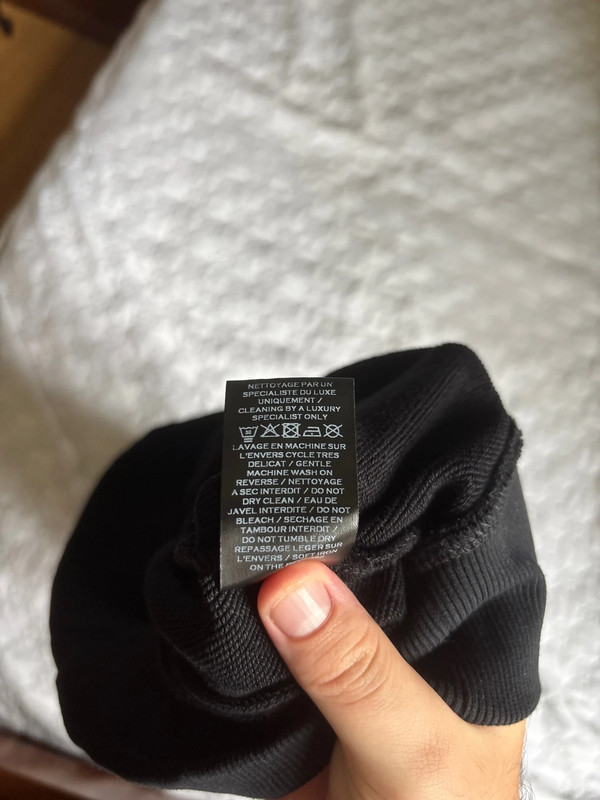 NETTOYAGE PAR UN
SPECIALISTE DU LUXE
UNIQUEMENT /
CLEANING BY A LUXURY
SPECIALIST ONLY
LAVAGE EN MACHINE SUR
L'ENVERS CYCLE TRES
DELICAT / GENTLE
MACHINE WASH ON
REVERSE / NETTOYAGE
A SEC INTERDIT / DO NOT
DRY CLEAN / EAU DE
JAVEL INTERDITE / DO NOT
BLEACH / SECHAGE EN
TAMBOUR INTERDIT /
DO NOT TUMBLE DRY
REPASSAGE LEGER SUR
L'ENVERS / SOFT IRON
ON THE